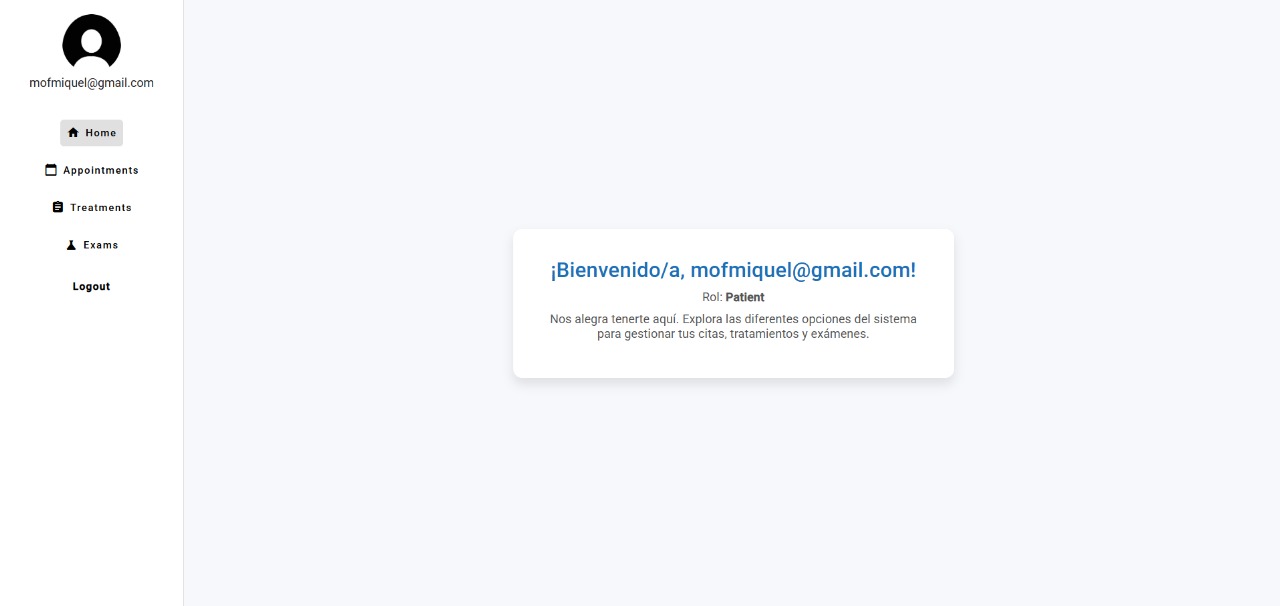 mofmiquel@gmail.com
Home
Appointments
Treatments
Exams
Logout
¡Bienvenido/a, mofmiquel@gmail.com!
Rol: Patient
Nos alegra tenerte aquí. Explora las diferentes opciones del sistema
para gestionar tus citas, tratamientos y exámenes.